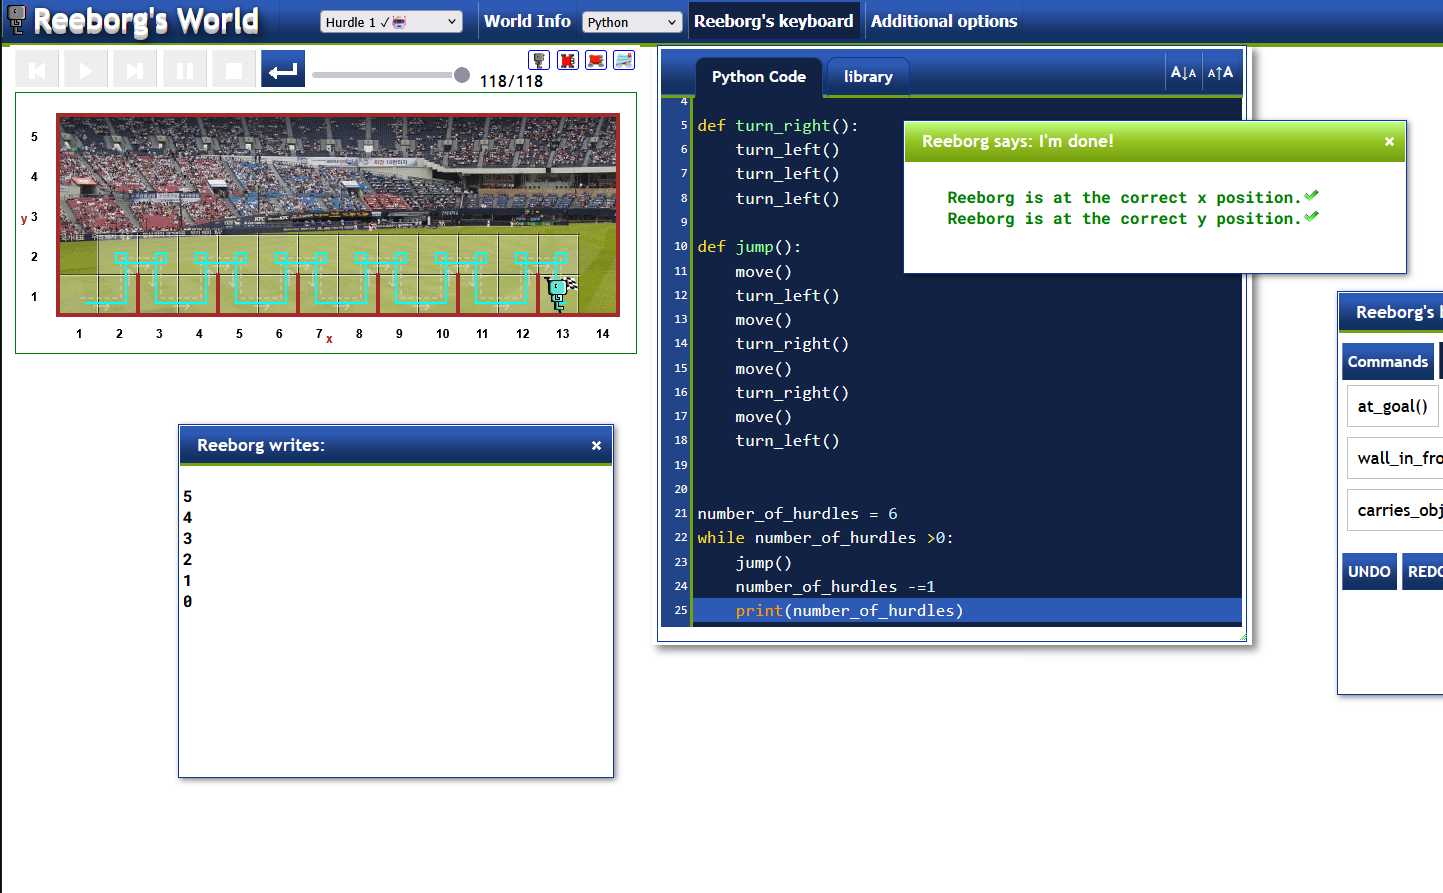 Reeborg's World
Hurdle 1 ✓
World Info
Python
Reeborg's keyboard
Additional options
118/118
Python Code
library
A↓A
A↑A
5
4
y 3
2
1
1 2 3 4 5 6 7 x 8 9 10 11 12 13 14
4
5 def turn_right():
6 turn_left()
7 turn_left()
8 turn_left()
9
10 def jump():
11 move()
12 turn_left()
13 move()
14 turn_right()
15 move()
16 turn_right()
17 move()
18 turn_left()
19
20
21 number_of_hurdles = 6
22 while number_of_hurdles >0:
23 jump()
24 number_of_hurdles -=1
25 print(number_of_hurdles)
Reeborg says: I'm done!
×
Reeborg is at the correct x position.
Reeborg is at the correct y position.
Reeborg writes:
×
5
4
3
2
1
0
Reeborg's
Commands
at_goal()
wall_in_fro
carries_obj
UNDO
REDO